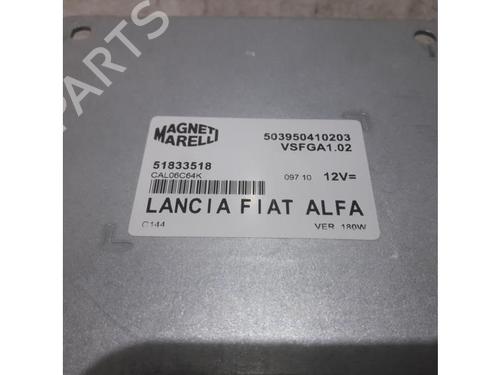 PARTS
MAGNETI
MARELLI
503950410203
VSFGA1.02
51833518
CAL06C64K
097 10 12V=
LANCIA FIAT ALFA
C144 VER 180W